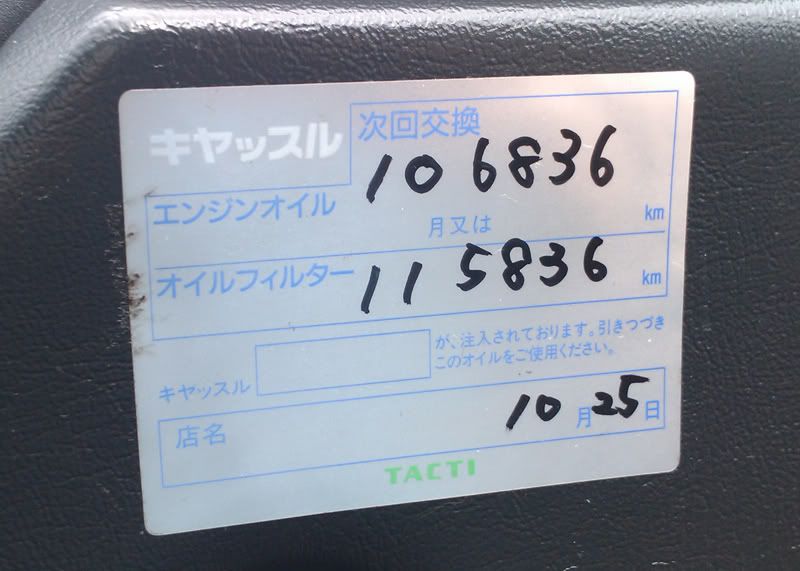 キヤッスル
次回交換
エンジンオイル 106836 km
月又は
オイルフィルター 115836 km
が、注入されております。引きつづき
キヤッスル このオイルをご使用ください。
店名 10月25日
TACTI